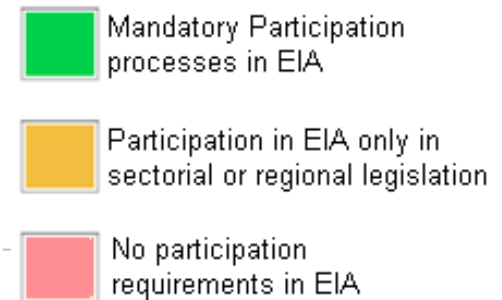 Mandatory Participation
processes in EIA
Participation in EIA only in
sectorial or regional legislation
No participation
requirements in EIA